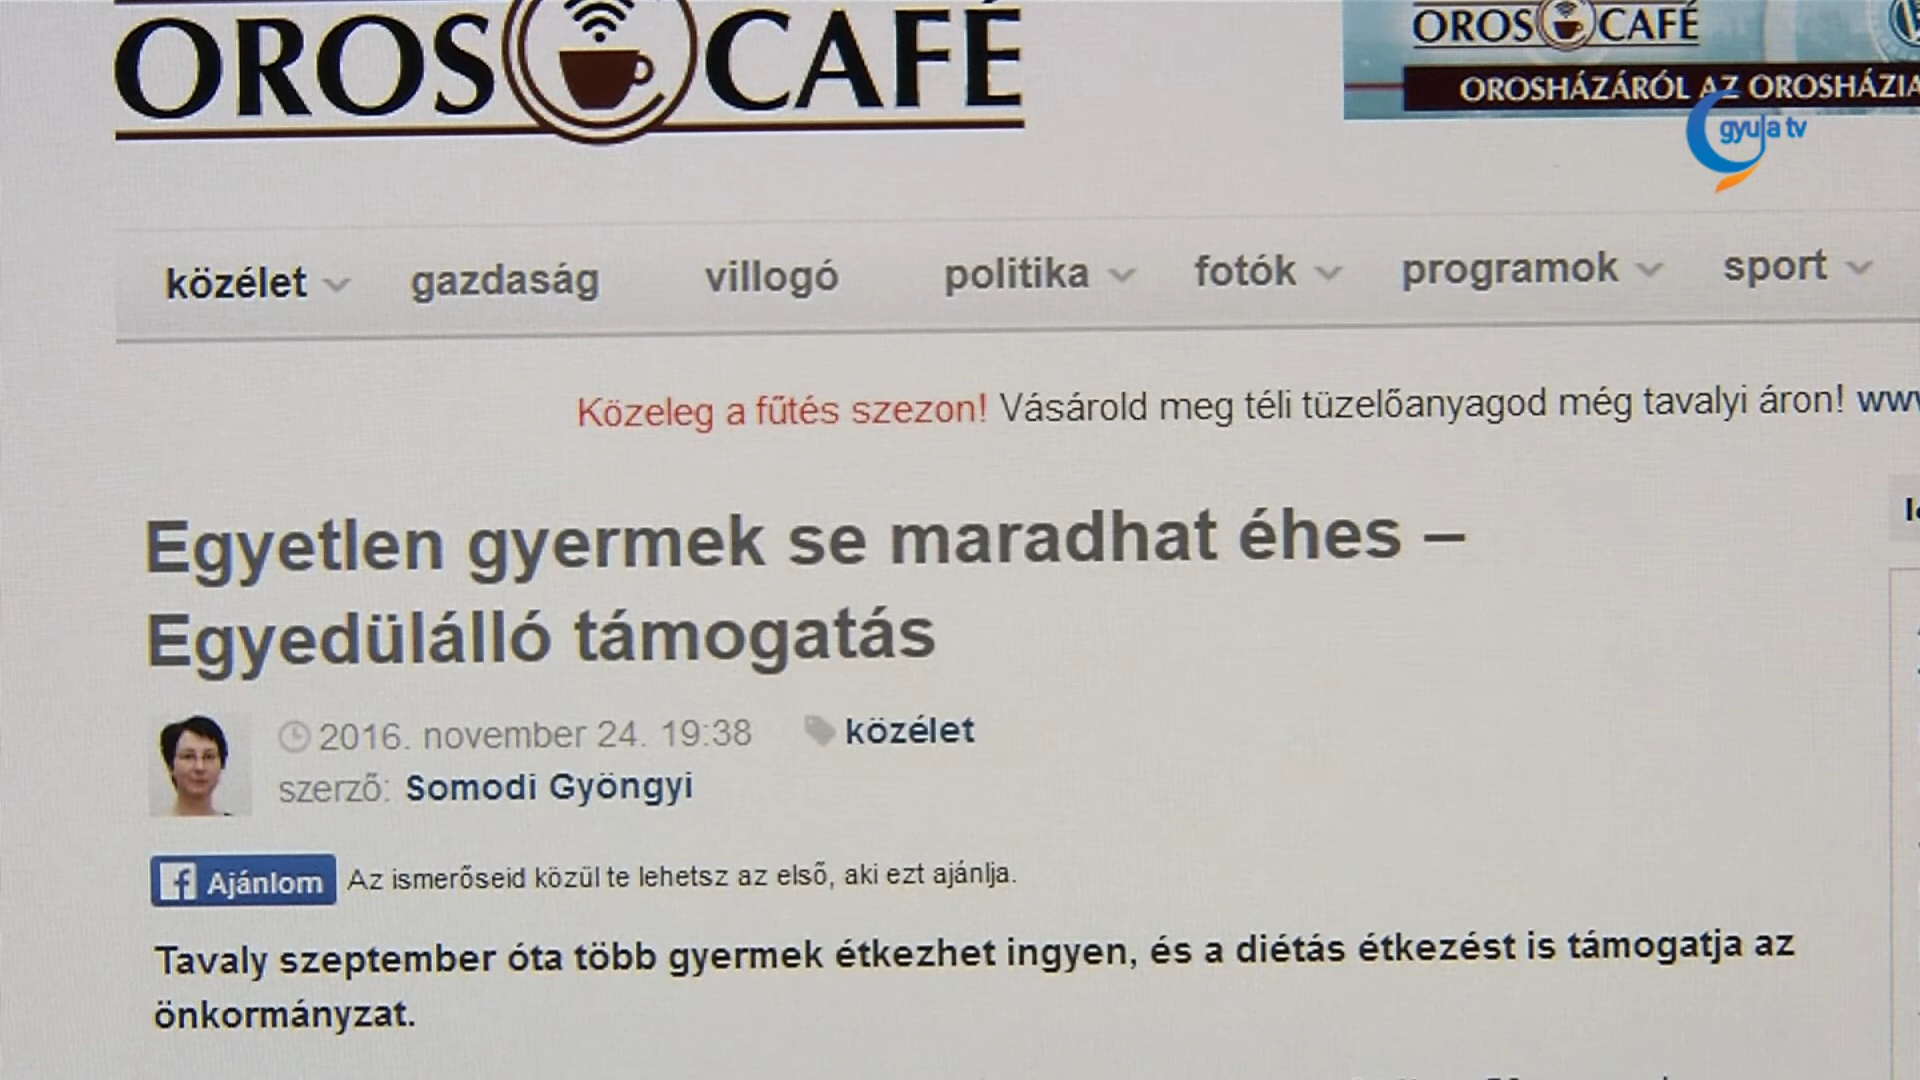 OROS CAFÉ
OROS CAFÉ
OROSHÁZÁRÓL AZ
gyula tv
közélet gazdaság villogó politika fotók programok sport
Közeleg a fűtés szezon! Vásárold meg téli tüzelőanyagod még tavalyi áron!
Egyetlen gyermek se maradhat éhes –
Egyedülálló támogatás
2016. november 24. 19:38 közélet
szerző: Somodi Gyöngyi
Ajánlom Az ismerőseid közül te lehetsz az első, aki ezt ajánlja.
Tavaly szeptember óta több gyermek étkezhet ingyen, és a diétás étkezést is támogatja az
önkormányzat.